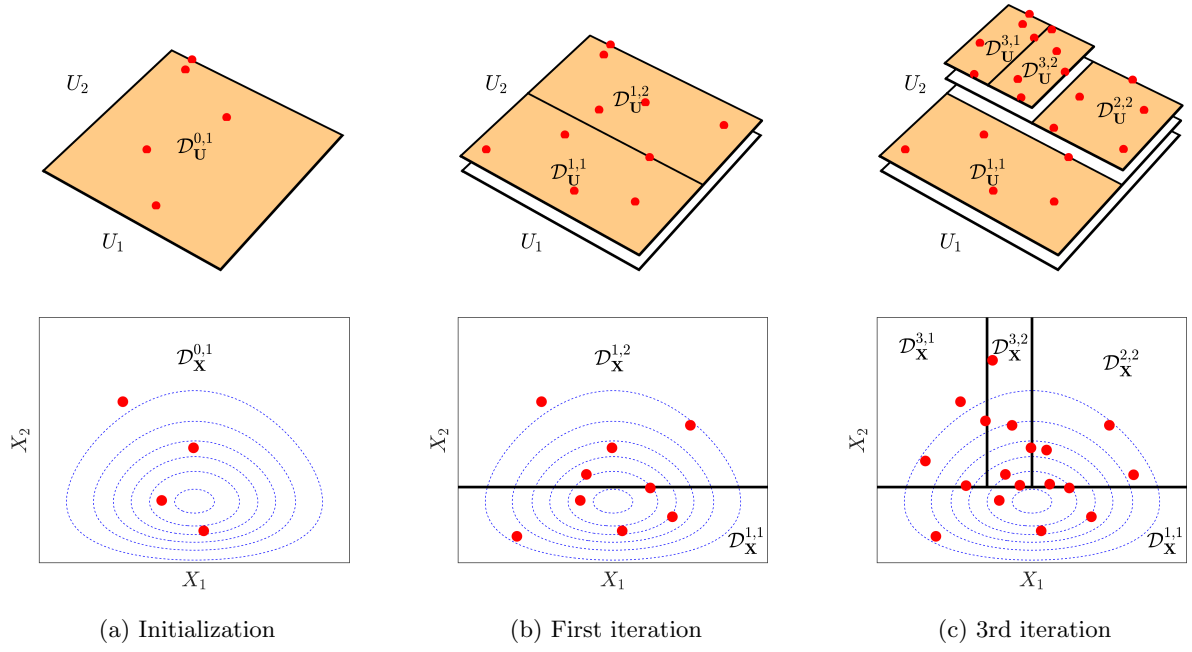 U₂
𝒟_𝐔^{0,1}
U₁
U₂
𝒟_𝐔^{1,2}
𝒟_𝐔^{1,1}
U₁
U₂
𝒟_𝐔^{3,1}
𝒟_𝐔^{3,2}
𝒟_𝐔^{2,2}
𝒟_𝐔^{1,1}
U₁
X₂
𝒟_𝐗^{0,1}
X₁
X₂
𝒟_𝐗^{1,2}
𝒟_𝐗^{1,1}
X₁
X₂
𝒟_𝐗^{3,1}
𝒟_𝐗^{3,2}
𝒟_𝐗^{2,2}
𝒟_𝐗^{1,1}
X₁
(a) Initialization
(b) First iteration
(c) 3rd iteration